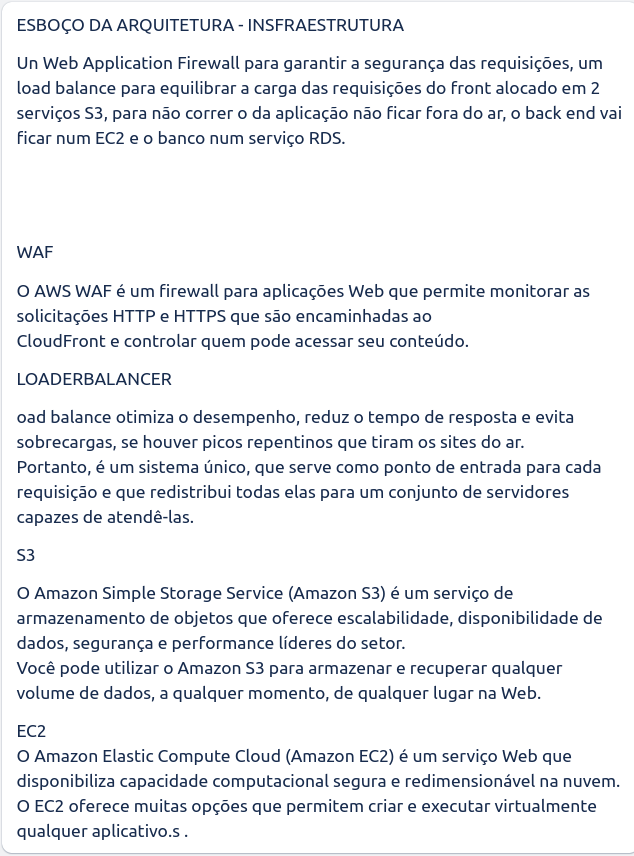 ESBOÇO DA ARQUITETURA - INSFRAESTRUTURA
Un Web Application Firewall para garantir a segurança das requisições, um
load balance para equilibrar a carga das requisições do front alocado em 2
serviços S3, para não correr o da aplicação não ficar fora do ar, o back end vai
ficar num EC2 e o banco num serviço RDS.
WAF
O AWS WAF é um firewall para aplicações Web que permite monitorar as
solicitações HTTP e HTTPS que são encaminhadas ao
CloudFront e controlar quem pode acessar seu conteúdo.
LOADERBALANCER
oad balance otimiza o desempenho, reduz o tempo de resposta e evita
sobrecargas, se houver picos repentinos que tiram os sites do ar.
Portanto, é um sistema único, que serve como ponto de entrada para cada
requisição e que redistribui todas elas para um conjunto de servidores
capazes de atendê-las.
S3
O Amazon Simple Storage Service (Amazon S3) é um serviço de
armazenamento de objetos que oferece escalabilidade, disponibilidade de
dados, segurança e performance líderes do setor.
Você pode utilizar o Amazon S3 para armazenar e recuperar qualquer
volume de dados, a qualquer momento, de qualquer lugar na Web.
EC2
O Amazon Elastic Compute Cloud (Amazon EC2) é um serviço Web que
disponibiliza capacidade computacional segura e redimensionável na nuvem.
O EC2 oferece muitas opções que permitem criar e executar virtualmente
qualquer aplicativo.s .